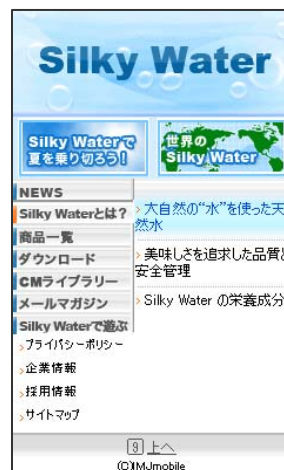 Silky Water
Silky Waterで
夏を乗り切ろう!
世界の
Silky Water
NEWS
Silky Waterとは?
商品一覧
ダウンロード
CMライブラリー
メールマガジン
Silky Waterで遊ぶ
大自然の“水”を使った天
然水
美味しさを追求した品質と
安全管理
Silky Water の栄養成分
プライバシーポリシー
企業情報
採用情報
サイトマップ
9 上へ
(C)MJmobile